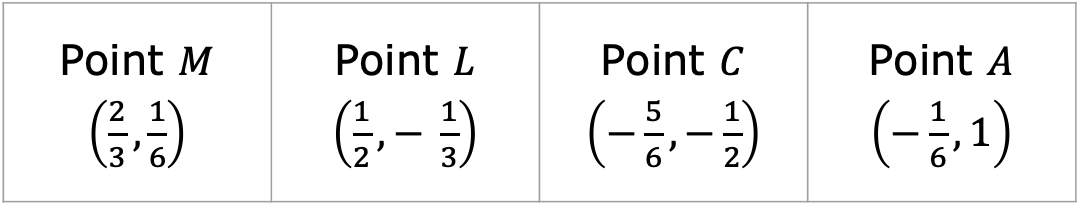 Point M
(2/3, 1/6)
Point L
(1/2, − 1/3)
Point C
(−5/6, −1/2)
Point A
(−1/6, 1)